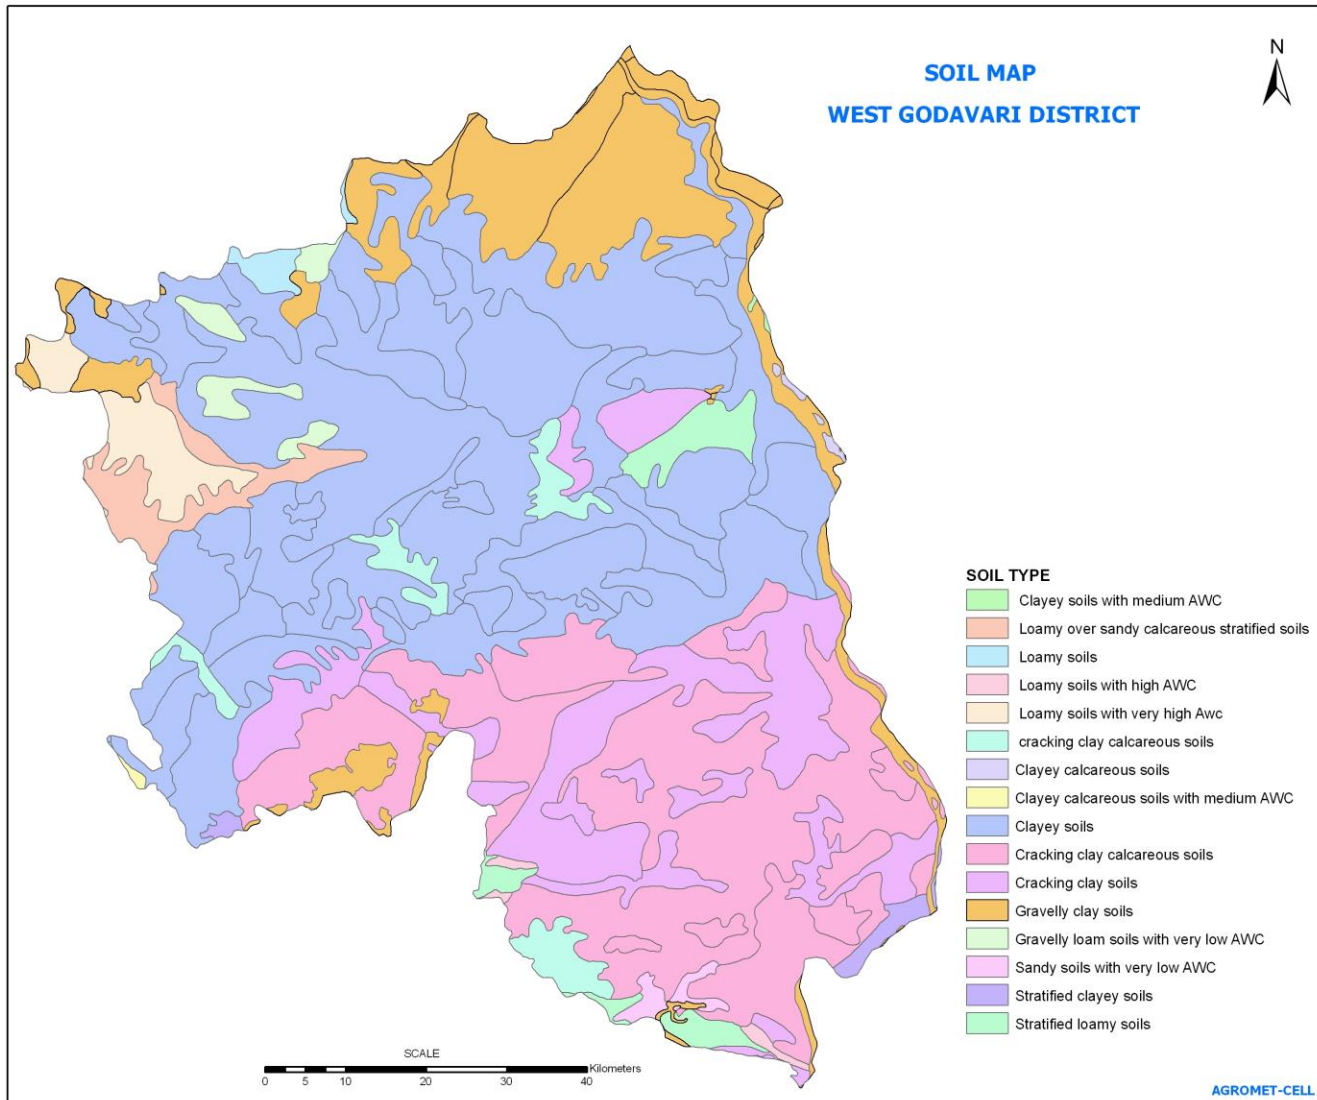 SOIL MAP
WEST GODAVARI DISTRICT
N
SOIL TYPE
Clayey soils with medium AWC
Loamy over sandy calcareous stratified soils
Loamy soils
Loamy soils with high AWC
Loamy soils with very high Awc
cracking clay calcareous soils
Clayey calcareous soils
Clayey calcareous soils with medium AWC
Clayey soils
Cracking clay calcareous soils
Cracking clay soils
Gravelly clay soils
Gravelly loam soils with very low AWC
Sandy soils with very low AWC
Stratified clayey soils
Stratified loamy soils
SCALE
Kilometers
0 5 10 20 30 40
AGROMET-CELL